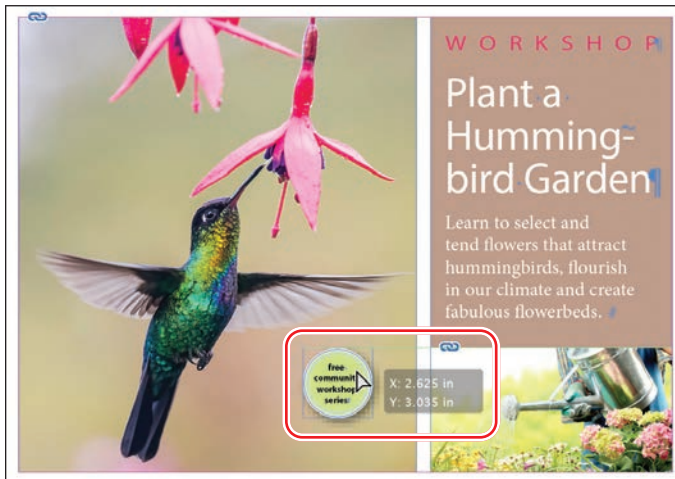 WORKSHOP
Plant a
Humming-
bird Garden
Learn to select and
tend flowers that attract
hummingbirds, flourish
in our climate and create
fabulous flowerbeds.
free
community
workshop
series
X: 2.625 in
Y: 3.035 in